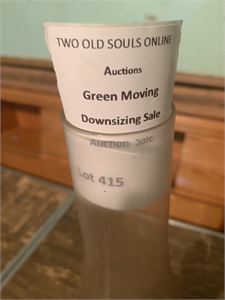 TWO OLD SOULS ONLINE
Auctions
Green Moving
Downsizing Sale
Auction Sale
Lot 415